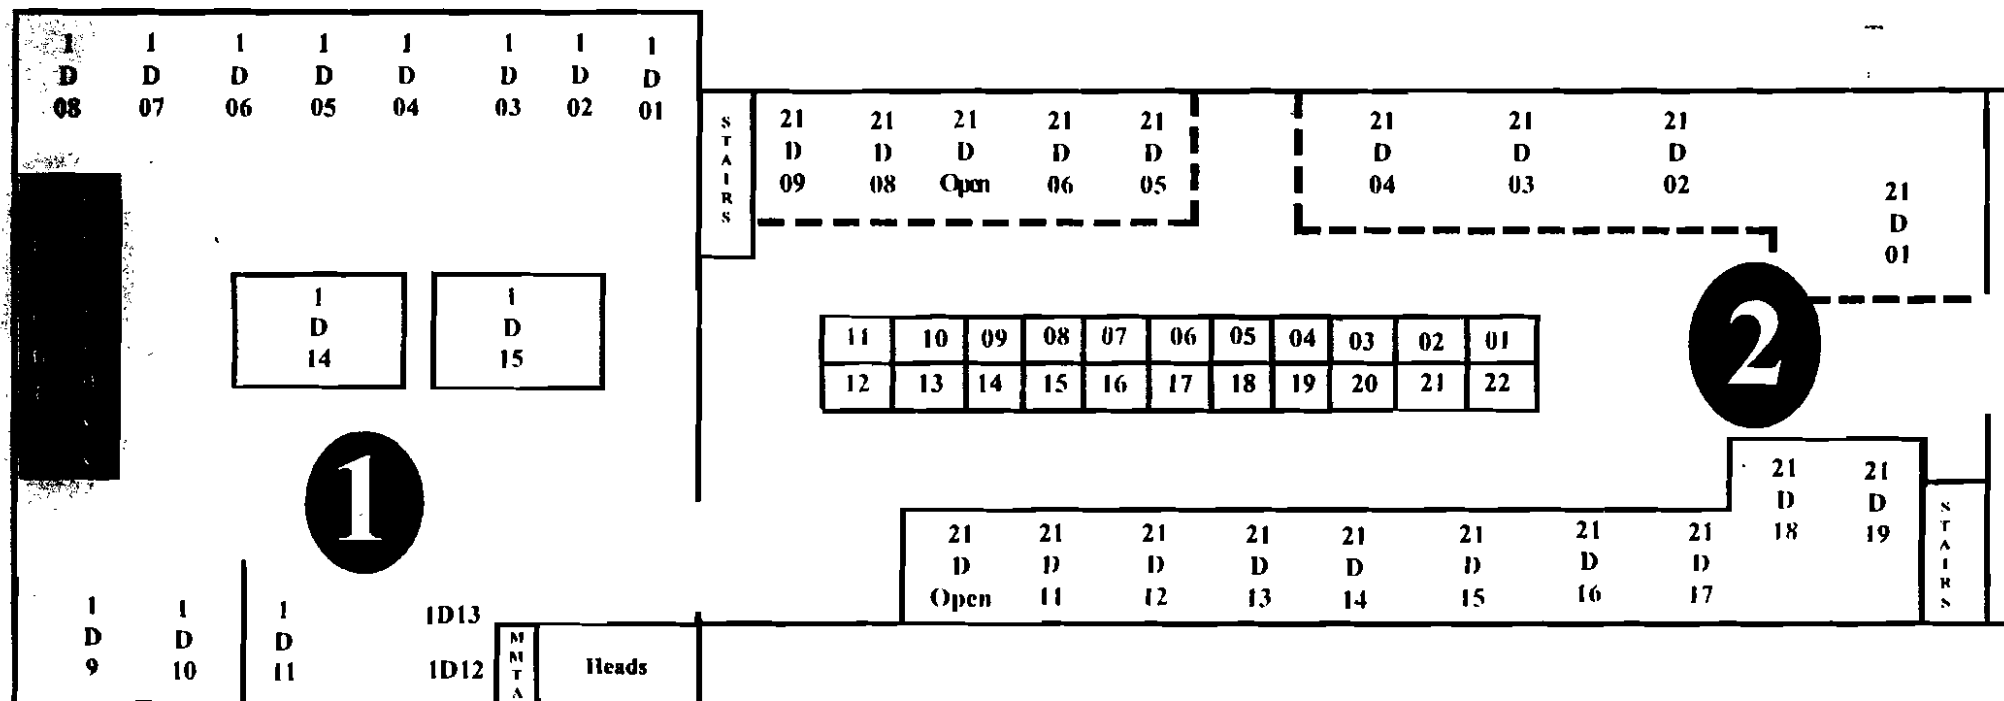 1 1 1 1 1 1 1 1
D D D D D D D D
08 07 06 05 04 03 02 01
STAIRS
21 21 21 21 21
D D D D D
09 08 Open 06 05
21 21 21
D D D
04 03 02
21
D
01
1 1
D D
14 15
11 10 09 08 07 06 05 04 03 02 01
12 13 14 15 16 17 18 19 20 21 22
2
1
21 21
D D
18 19
STAIRS
21 21 21 21 21 21 21 21
D D D D D D D D
Open 11 12 13 14 15 16 17
1 1 1
D D D
9 10 11
1D13
1D12
MMTA
Heads